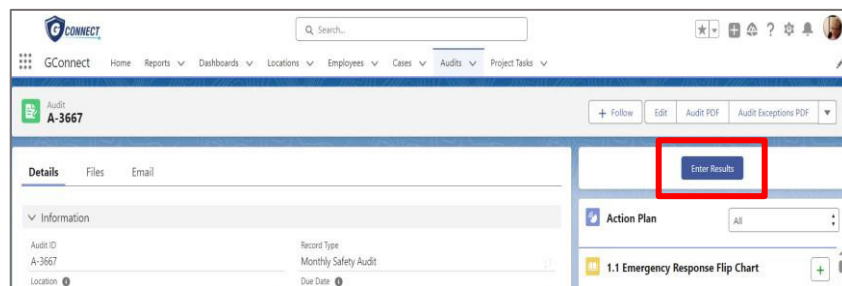 G CONNECT
Search...
GConnect Home Reports Dashboards Locations Employees Cases Audits Project Tasks
Audit
A-3667
+ Follow Edit Audit PDF Audit Exceptions PDF
Details Files Email
Enter Results
Information
Action Plan All
Audit ID Record Type
A-3667 Monthly Safety Audit
1.1 Emergency Response Flip Chart
Location Due Date